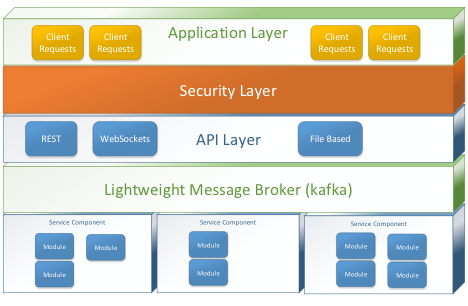 Application Layer
Client
Requests
Client
Requests
Client
Requests
Client
Requests
Security Layer
REST
WebSockets
API Layer
File Based
Lightweight Message Broker (kafka)
Service Component
Module
Module
Module
Service Component
Module
Module
Service Component
Module
Module
Module
Module